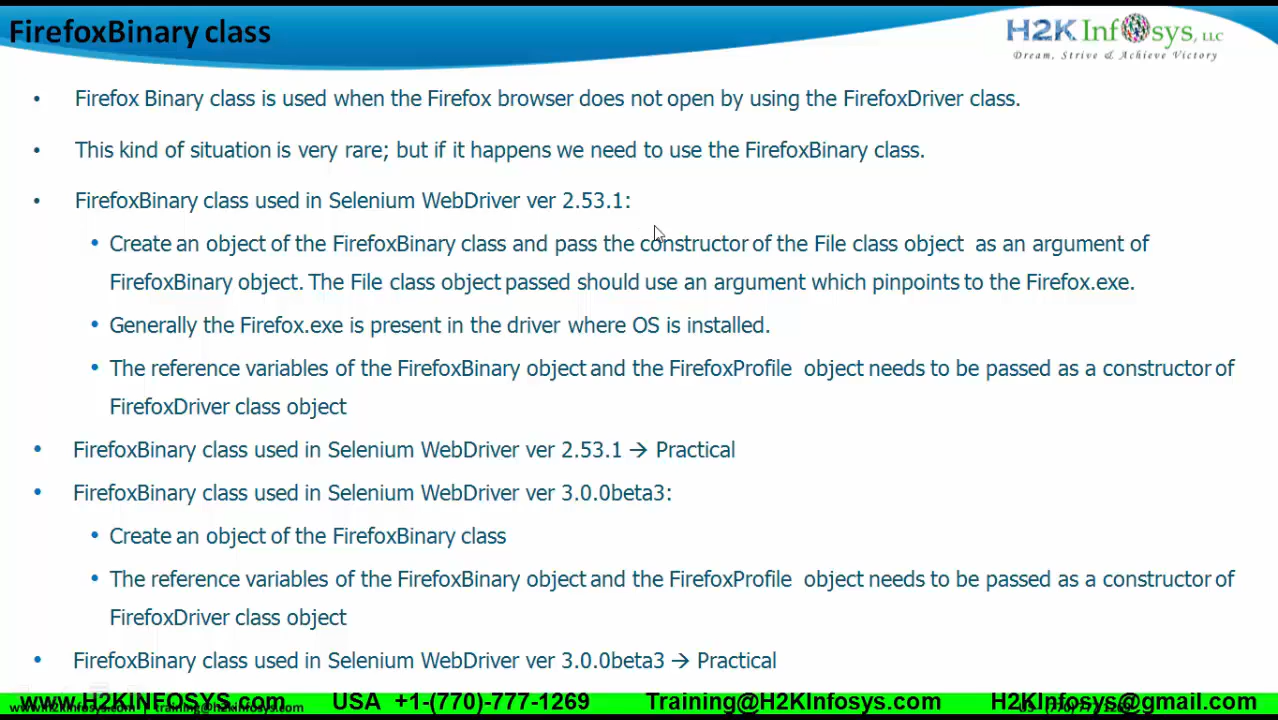 FirefoxBinary class
H2K Infosys, LLC
Dream, Strive & Achieve Victory
• Firefox Binary class is used when the Firefox browser does not open by using the FirefoxDriver class.
• This kind of situation is very rare; but if it happens we need to use the FirefoxBinary class.
• FirefoxBinary class used in Selenium WebDriver ver 2.53.1:
• Create an object of the FirefoxBinary class and pass the constructor of the File class object as an argument of
FirefoxBinary object. The File class object passed should use an argument which pinpoints to the Firefox.exe.
• Generally the Firefox.exe is present in the driver where OS is installed.
• The reference variables of the FirefoxBinary object and the FirefoxProfile object needs to be passed as a constructor of
FirefoxDriver class object
• FirefoxBinary class used in Selenium WebDriver ver 2.53.1 → Practical
• FirefoxBinary class used in Selenium WebDriver ver 3.0.0beta3:
• Create an object of the FirefoxBinary class
• The reference variables of the FirefoxBinary object and the FirefoxProfile object needs to be passed as a constructor of
FirefoxDriver class object
• FirefoxBinary class used in Selenium WebDriver ver 3.0.0beta3 → Practical
www.H2KINFOSYS.com USA +1-(770)-777-1269 Training@H2KInfosys.com H2KInfosys@gmail.com
www.h2kinfosys.com | training@h2kinfosys.com